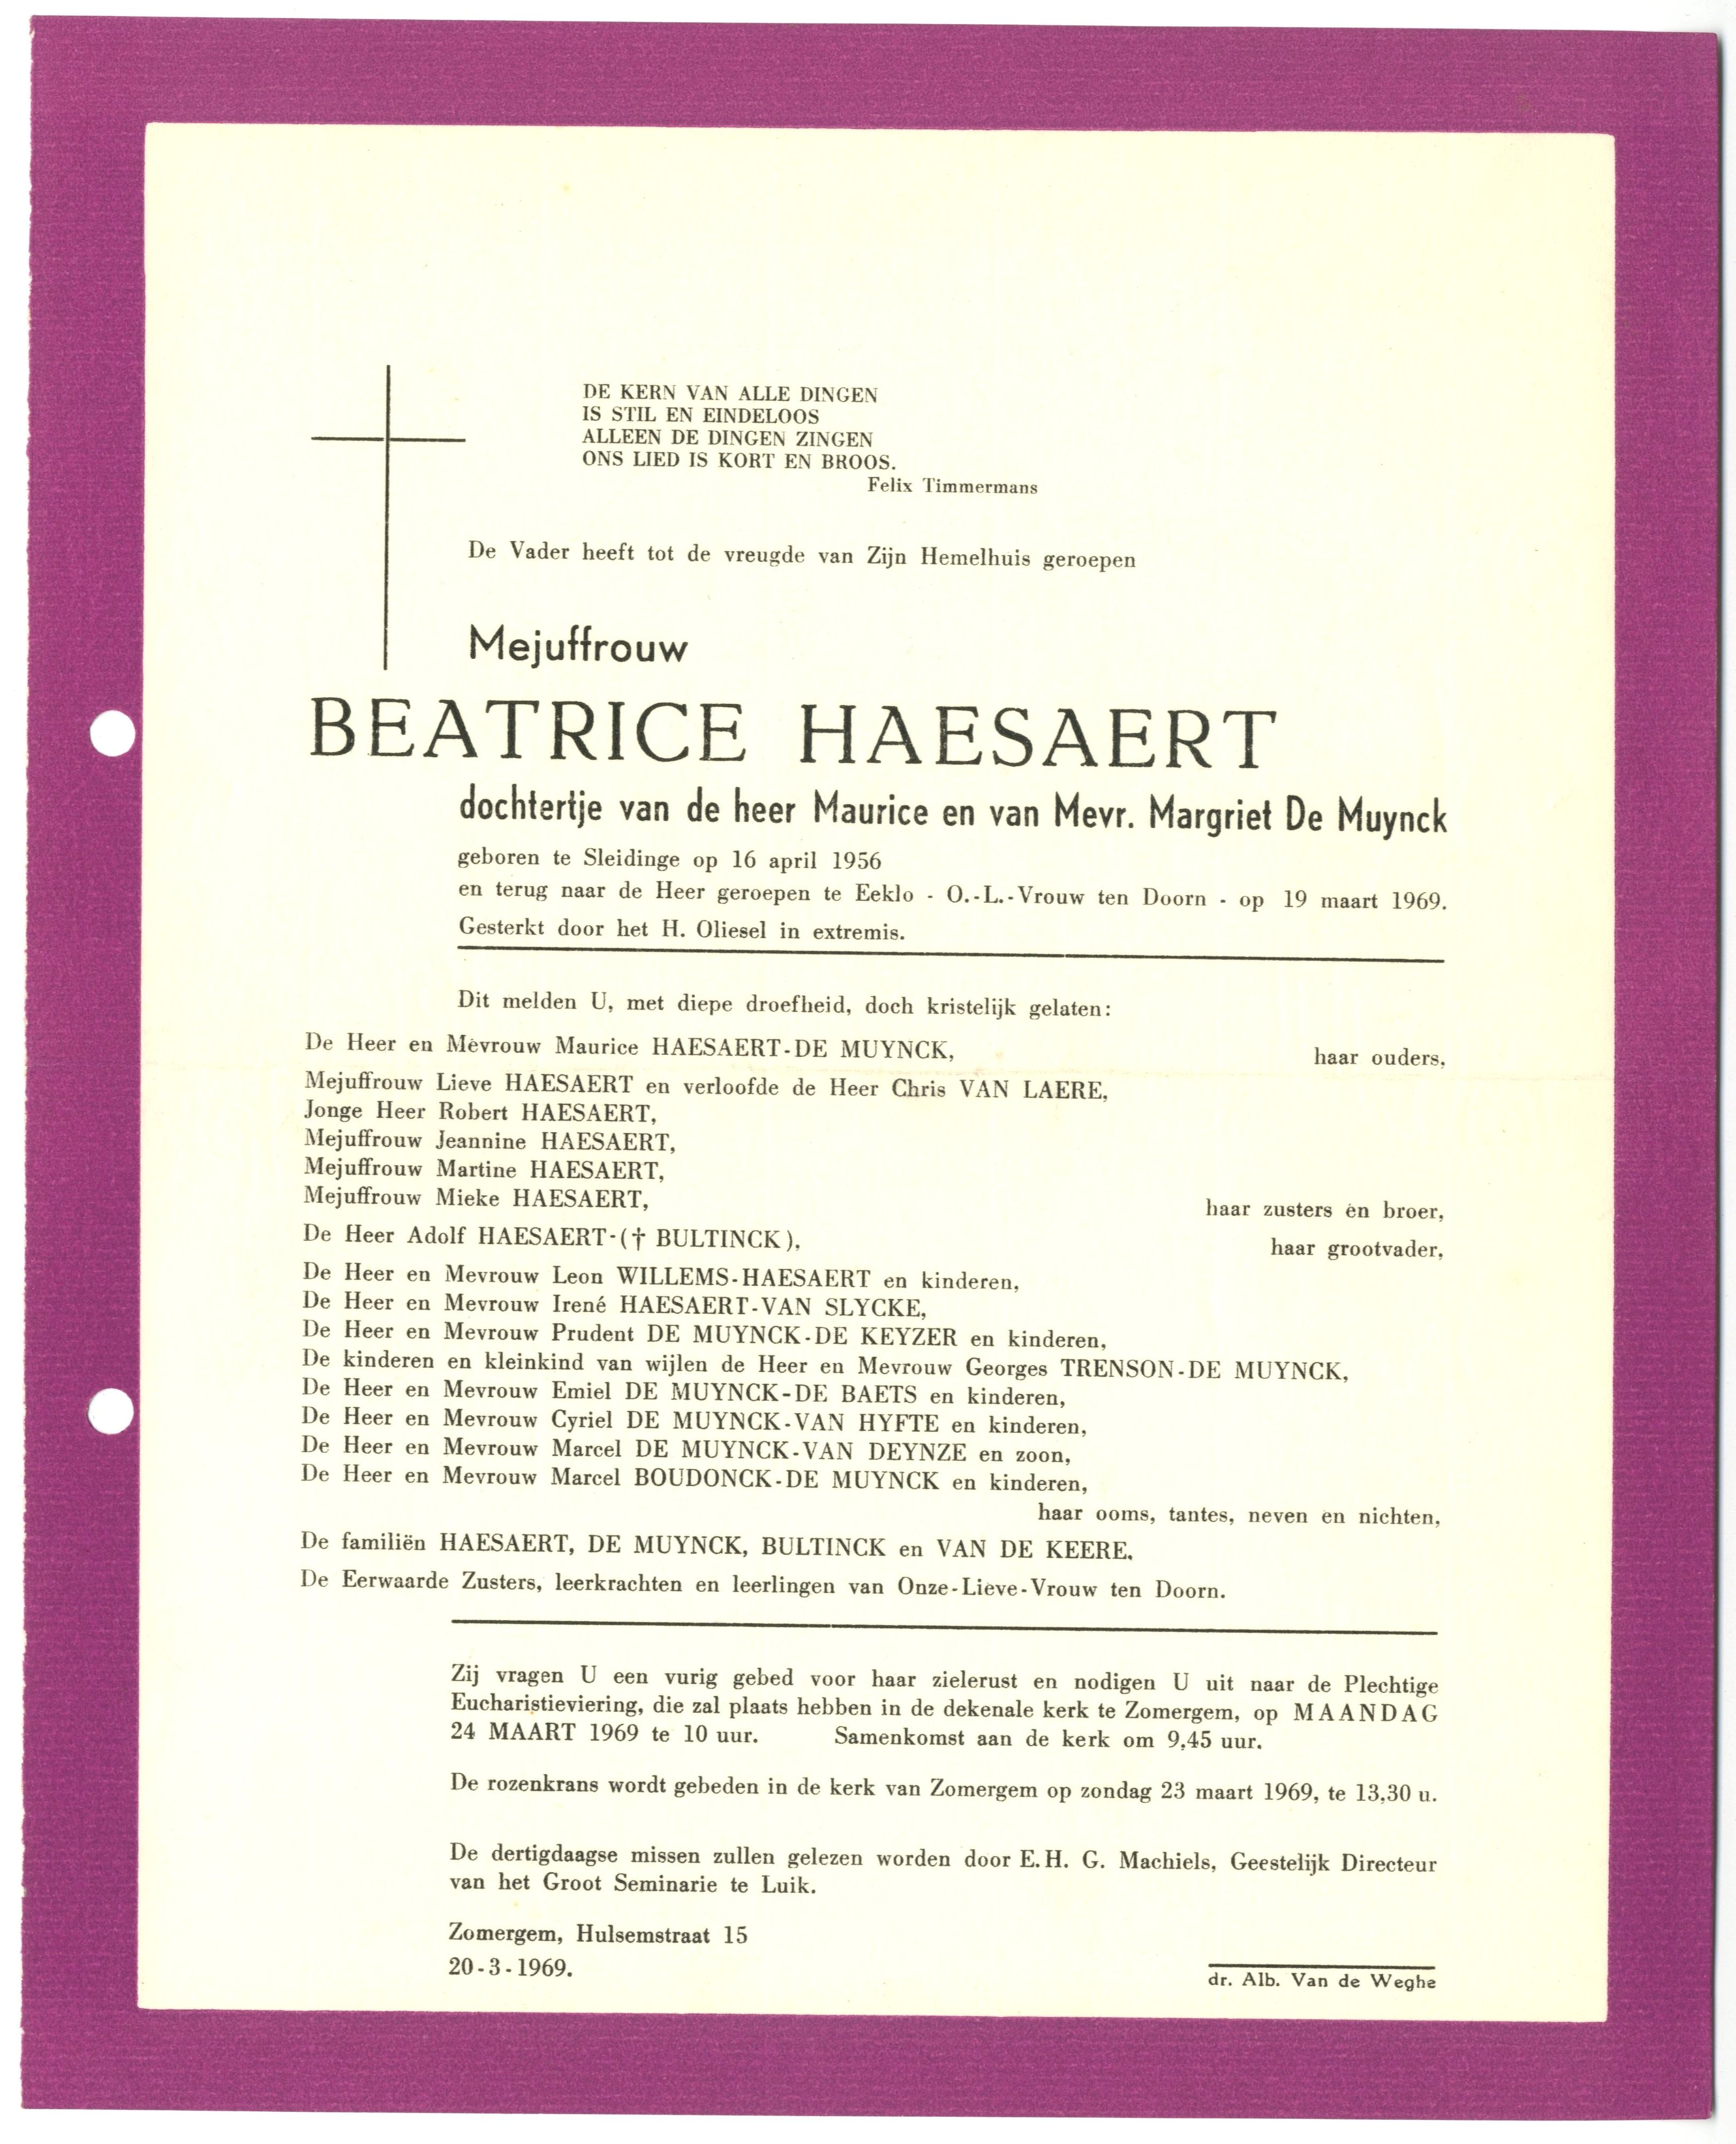 DE KERN VAN ALLE DINGEN
IS STIL EN EINDELOOS
ALLEEN DE DINGEN ZINGEN
ONS LIED IS KORT EN BROOS.
Felix Timmermans
De Vader heeft tot de vreugde van Zijn Hemelhuis geroepen
Mejuffrouw
BEATRICE HAESAERT
dochtertje van de heer Maurice en van Mevr. Margriet De Muynck
geboren te Sleidinge op 16 april 1956
en terug naar de Heer geroepen te Eeklo - O.-L.-Vrouw ten Doorn - op 19 maart 1969.
Gesterkt door het H. Oliesel in extremis.
Dit melden U, met diepe droefheid, doch kristelijk gelaten:
De Heer en Mevrouw Maurice HAESAERT-DE MUYNCK, haar ouders,
Mejuffrouw Lieve HAESAERT en verloofde de Heer Chris VAN LAERE,
Jonge Heer Robert HAESAERT,
Mejuffrouw Jeannine HAESAERT,
Mejuffrouw Martine HAESAERT,
Mejuffrouw Mieke HAESAERT, haar zusters en broer,
De Heer Adolf HAESAERT-(† BULTINCK), haar grootvader,
De Heer en Mevrouw Leon WILLEMS-HAESAERT en kinderen,
De Heer en Mevrouw Irené HAESAERT-VAN SLYCKE,
De Heer en Mevrouw Prudent DE MUYNCK-DE KEYZER en kinderen,
De kinderen en kleinkind van wijlen de Heer en Mevrouw Georges TRENSON-DE MUYNCK,
De Heer en Mevrouw Emiel DE MUYNCK-DE BAETS en kinderen,
De Heer en Mevrouw Cyriel DE MUYNCK-VAN HYFTE en kinderen,
De Heer en Mevrouw Marcel DE MUYNCK-VAN DEYNZE en zoon,
De Heer en Mevrouw Marcel BOUDONCK-DE MUYNCK en kinderen,
haar ooms, tantes, neven en nichten,
De familiën HAESAERT, DE MUYNCK, BULTINCK en VAN DE KEERE,
De Eerwaarde Zusters, leerkrachten en leerlingen van Onze-Lieve-Vrouw ten Doorn.
Zij vragen U een vurig gebed voor haar zielerust en nodigen U uit naar de Plechtige
Eucharistieviering, die zal plaats hebben in de dekenale kerk te Zomergem, op MAANDAG
24 MAART 1969 te 10 uur. Samenkomst aan de kerk om 9,45 uur.
De rozenkrans wordt gebeden in de kerk van Zomergem op zondag 23 maart 1969, te 13,30 u.
De dertigdaagse missen zullen gelezen worden door E.H. G. Machiels, Geestelijk Directeur
van het Groot Seminarie te Luik.
Zomergem, Hulsemstraat 15
20-3-1969.
dr. Alb. Van de Weghe